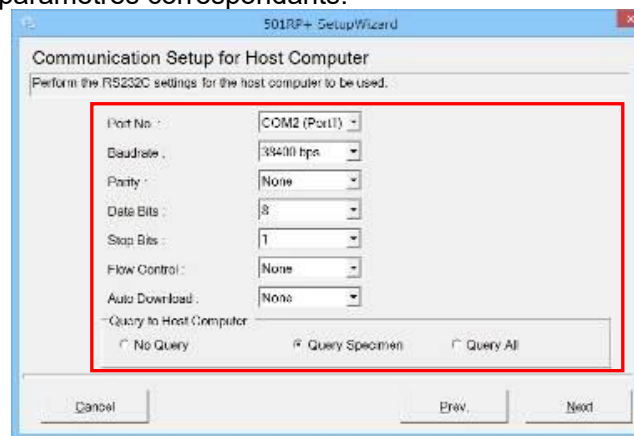 paramètres correspondants.
501RP+ SetupWizard
Communication Setup for Host Computer
Perform the RS232C settings for the host computer to be used.
Port No. : COM2 (Port1)
Baudrate : 38400 bps
Parity : None
Data Bits : 8
Stop Bits : 1
Flow Control : None
Auto Download : None
Query to Host Computer
No Query Query Specimen Query All
Cancel Prev. Next